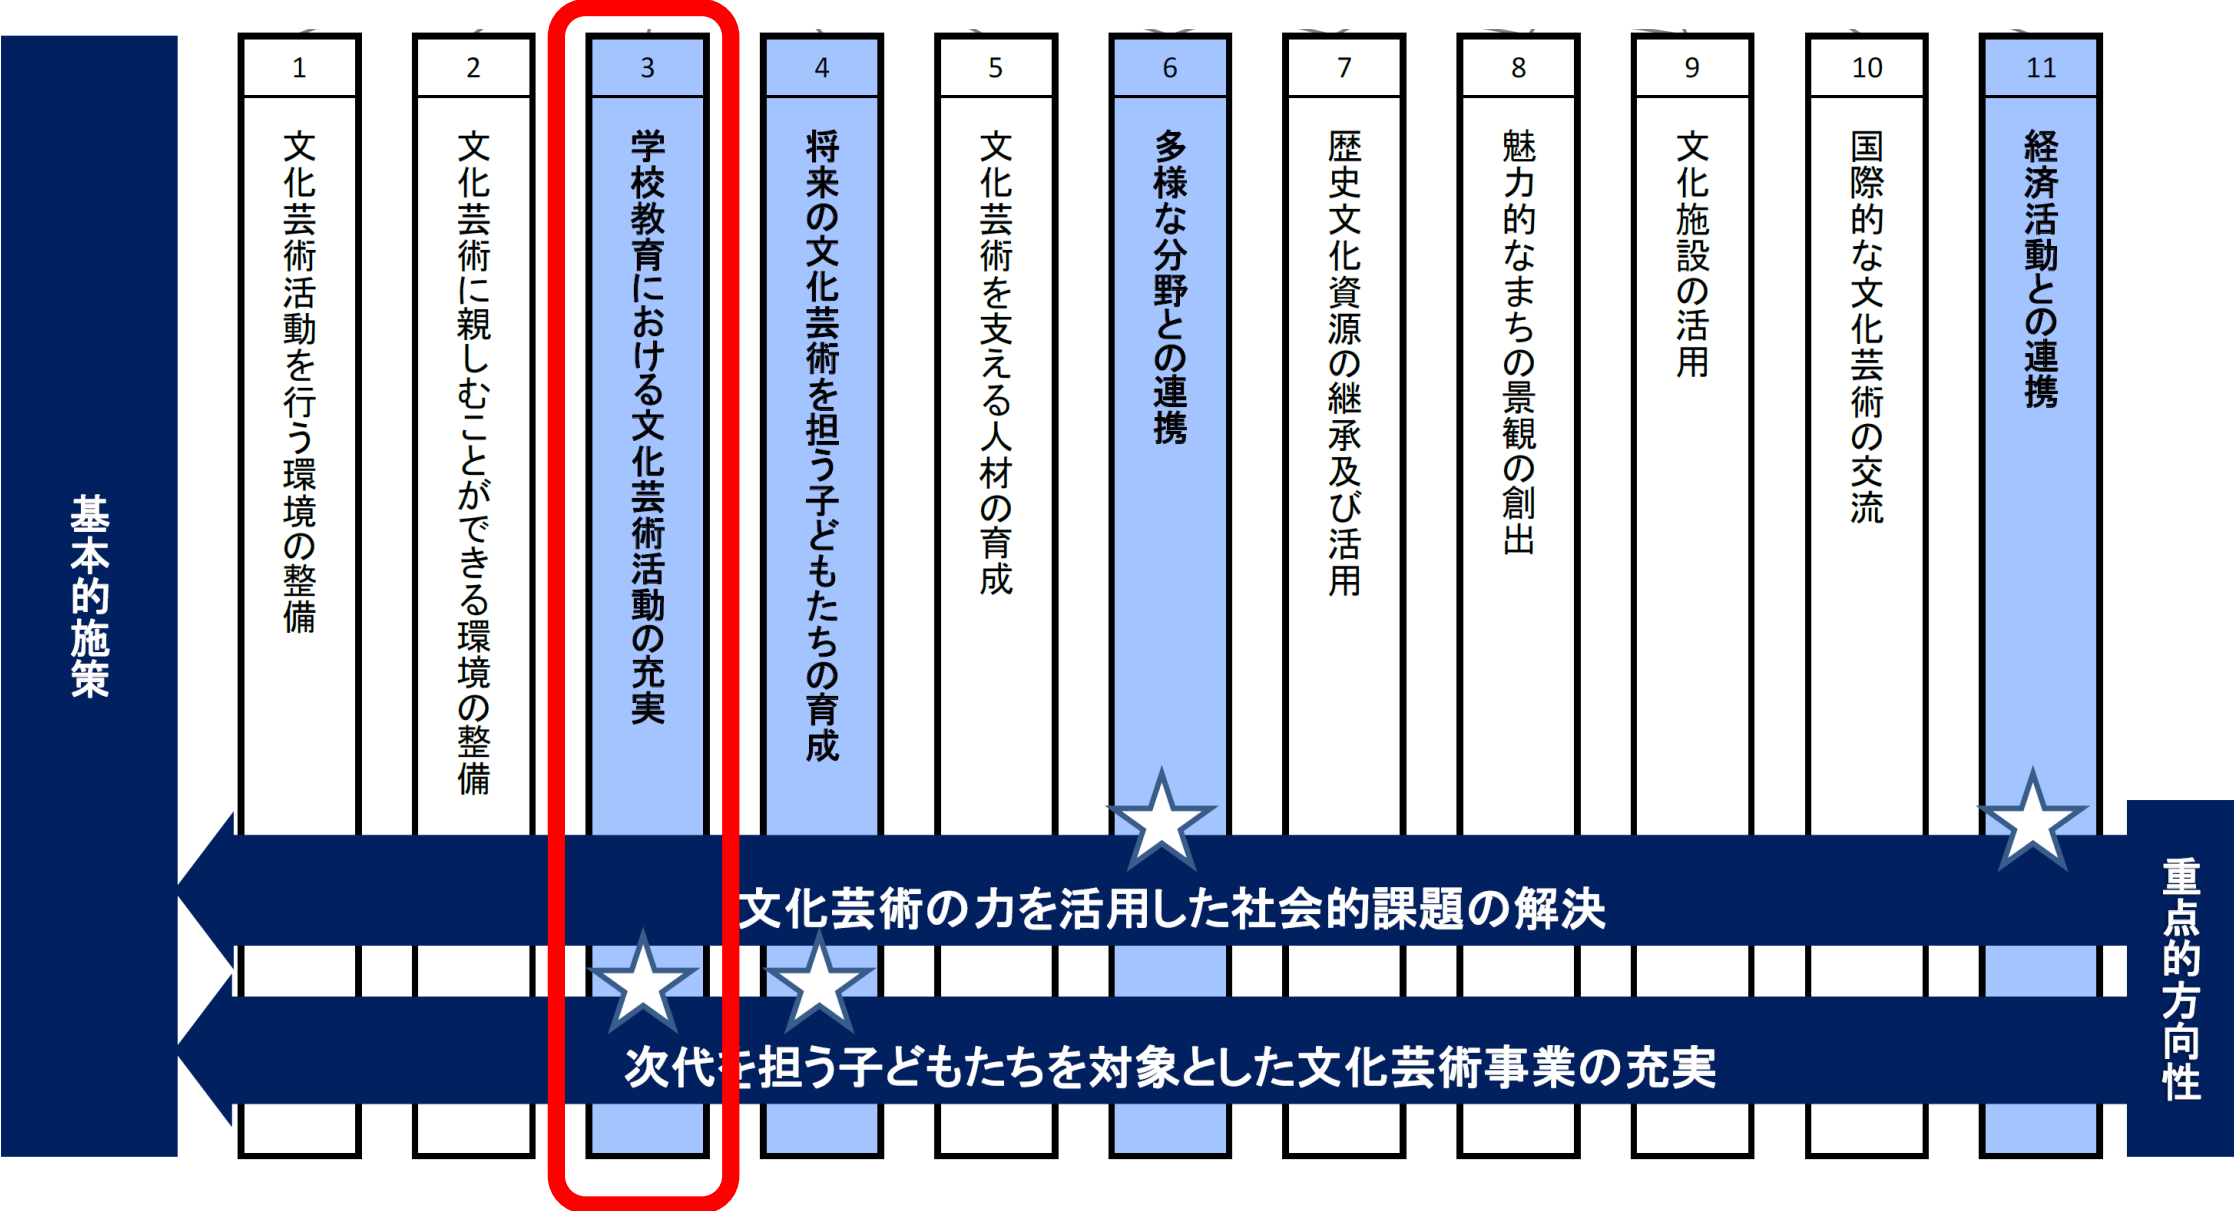 基本的施策
1
文化芸術活動を行う環境の整備
2
文化芸術に親しむことができる環境の整備
3
学校教育における文化芸術活動の充実
4
将来の文化芸術を担う子どもたちの育成
5
文化芸術を支える人材の育成
6
多様な分野との連携
7
歴史文化資源の継承及び活用
8
魅力的なまちの景観の創出
9
文化施設の活用
10
国際的な文化芸術の交流
11
経済活動との連携
文化芸術の力を活用した社会的課題の解決
次代を担う子どもたちを対象とした文化芸術事業の充実
重点的方向性